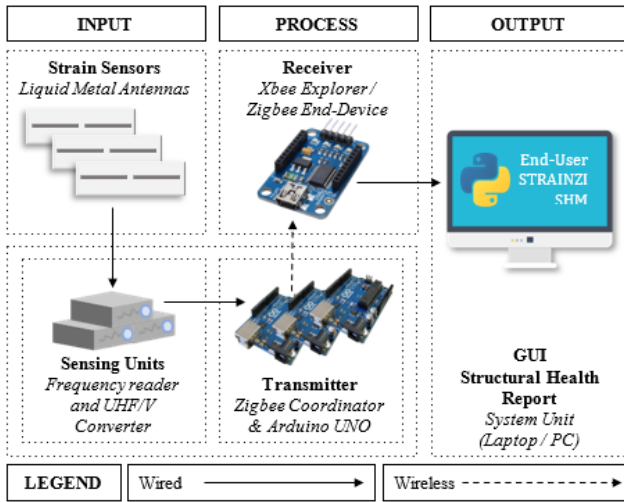 INPUT
PROCESS
OUTPUT
Strain Sensors
Liquid Metal Antennas
Receiver
Xbee Explorer /
Zigbee End-Device
End-User
STRAINZI
SHM
Sensing Units
Frequency reader
and UHF/V
Converter
Transmitter
Zigbee Coordinator
& Arduino UNO
GUI
Structural Health
Report
System Unit
(Laptop / PC)
LEGEND
Wired
Wireless